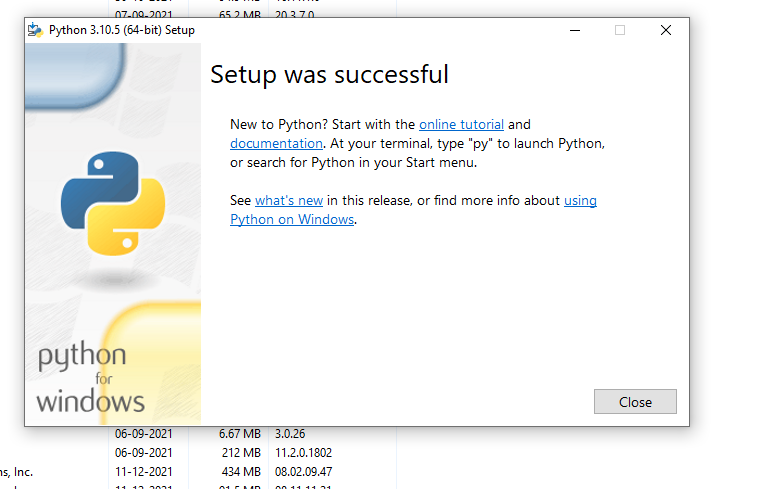 07-09-2021 65.2 MB 20.3.7.0
Python 3.10.5 (64-bit) Setup
Setup was successful
New to Python? Start with the online tutorial and
documentation. At your terminal, type "py" to launch Python,
or search for Python in your Start menu.
See what's new in this release, or find more info about using
Python on Windows.
python
for
windows
Close
06-09-2021 6.67 MB 3.0.26
06-09-2021 212 MB 11.2.0.1802
ns, Inc. 11-12-2021 434 MB 08.02.09.47